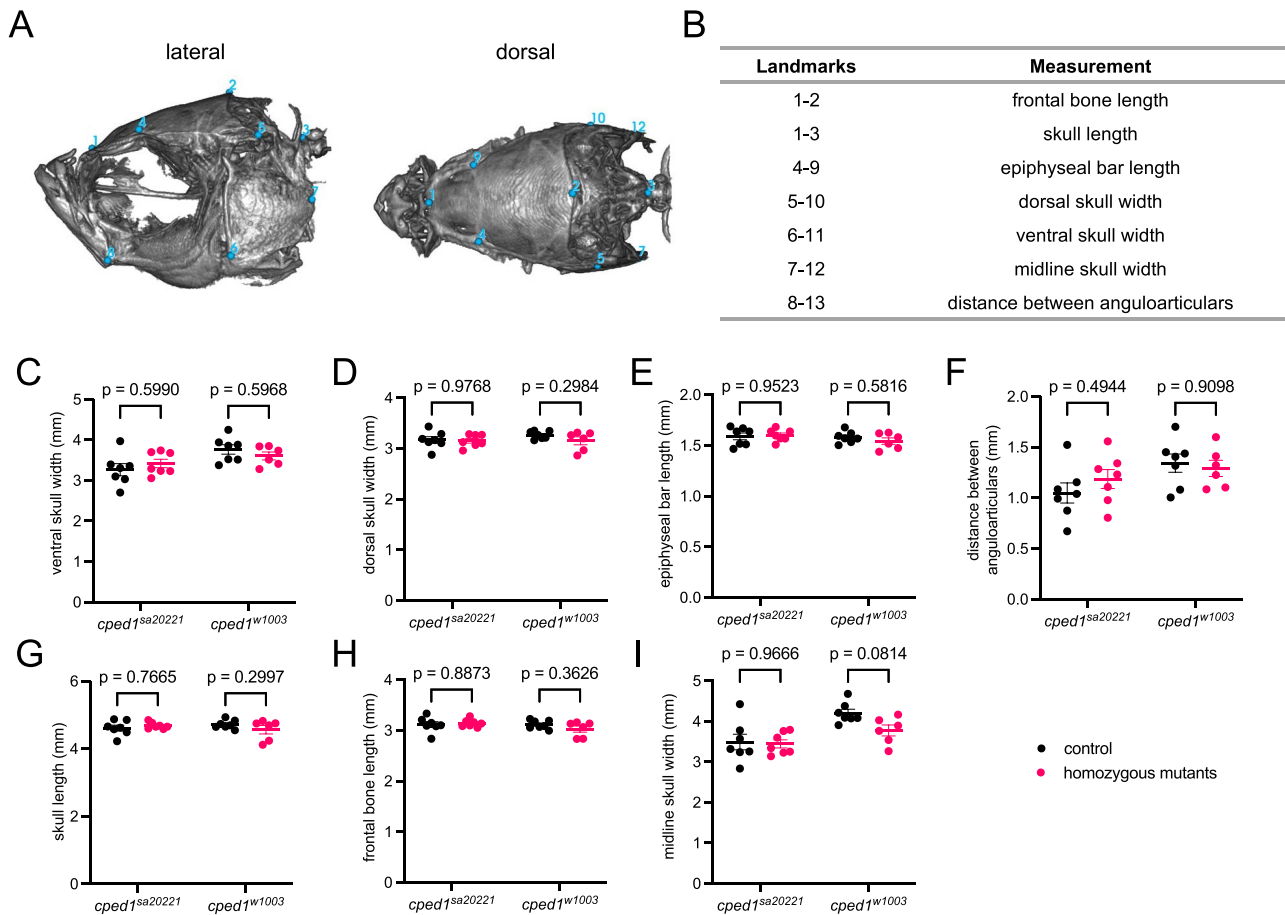 A
lateral
dorsal
1
2
3
4
6
7
8
9
1
2
3
4
5
7
9
10
12
B
Landmarks Measurement
1-2 frontal bone length
1-3 skull length
4-9 epiphyseal bar length
5-10 dorsal skull width
6-11 ventral skull width
7-12 midline skull width
8-13 distance between anguloarticulars
C
p = 0.5990 p = 0.5968
ventral skull width (mm)
5
4
3
2
1
0
cped1sa20221 cped1w1003
D
p = 0.9768 p = 0.2984
dorsal skull width (mm)
5
4
3
2
1
0
cped1sa20221 cped1w1003
E
p = 0.9523 p = 0.5816
epiphyseal bar length (mm)
2.0
1.5
1.0
0.5
0.0
cped1sa20221 cped1w1003
F
p = 0.4944 p = 0.9098
distance between
anguloarticulars (mm)
2.0
1.5
1.0
0.5
0.0
cped1sa20221 cped1w1003
G
p = 0.7665 p = 0.2997
skull length (mm)
6
4
2
0
cped1sa20221 cped1w1003
H
p = 0.8873 p = 0.3626
frontal bone length (mm)
4
3
2
1
0
cped1sa20221 cped1w1003
I
p = 0.9666 p = 0.0814
midline skull width (mm)
5
4
3
2
1
0
cped1sa20221 cped1w1003
control
homozygous mutants